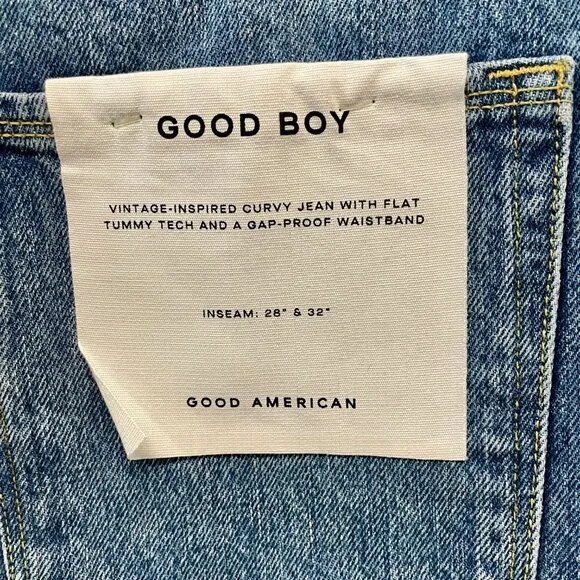 GOOD BOY
VINTAGE-INSPIRED CURVY JEAN WITH FLAT
TUMMY TECH AND A GAP-PROOF WAISTBAND
INSEAM: 28" & 32"
GOOD AMERICAN